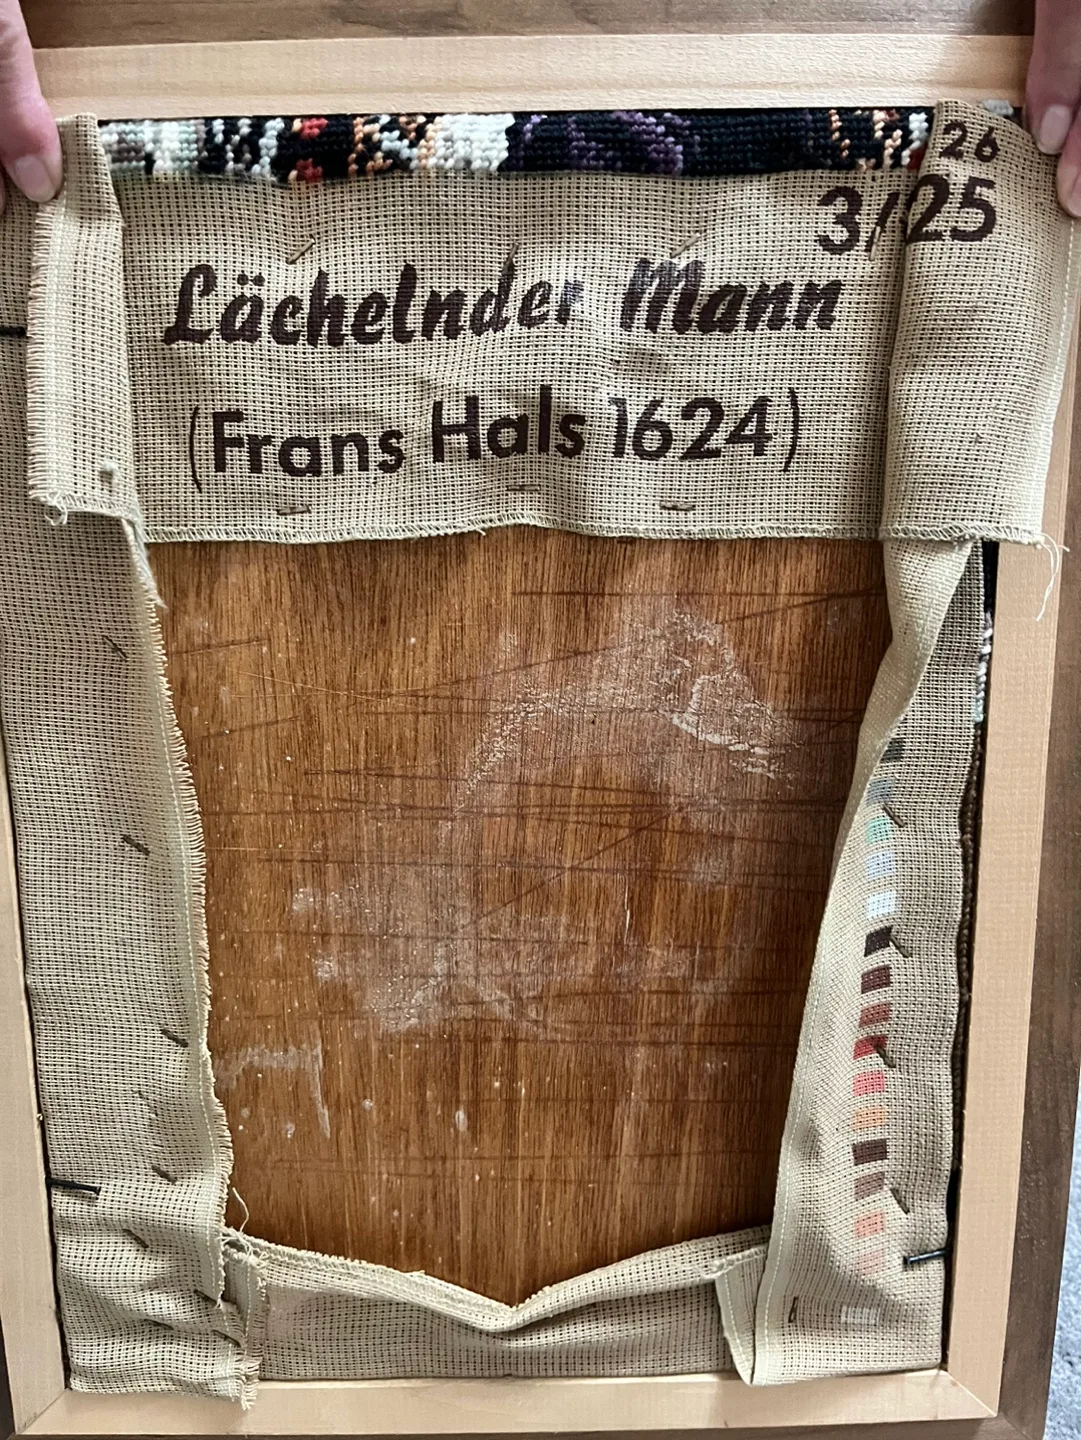 26
3/25
Lächelnder Mann
(Frans Hals 1624)